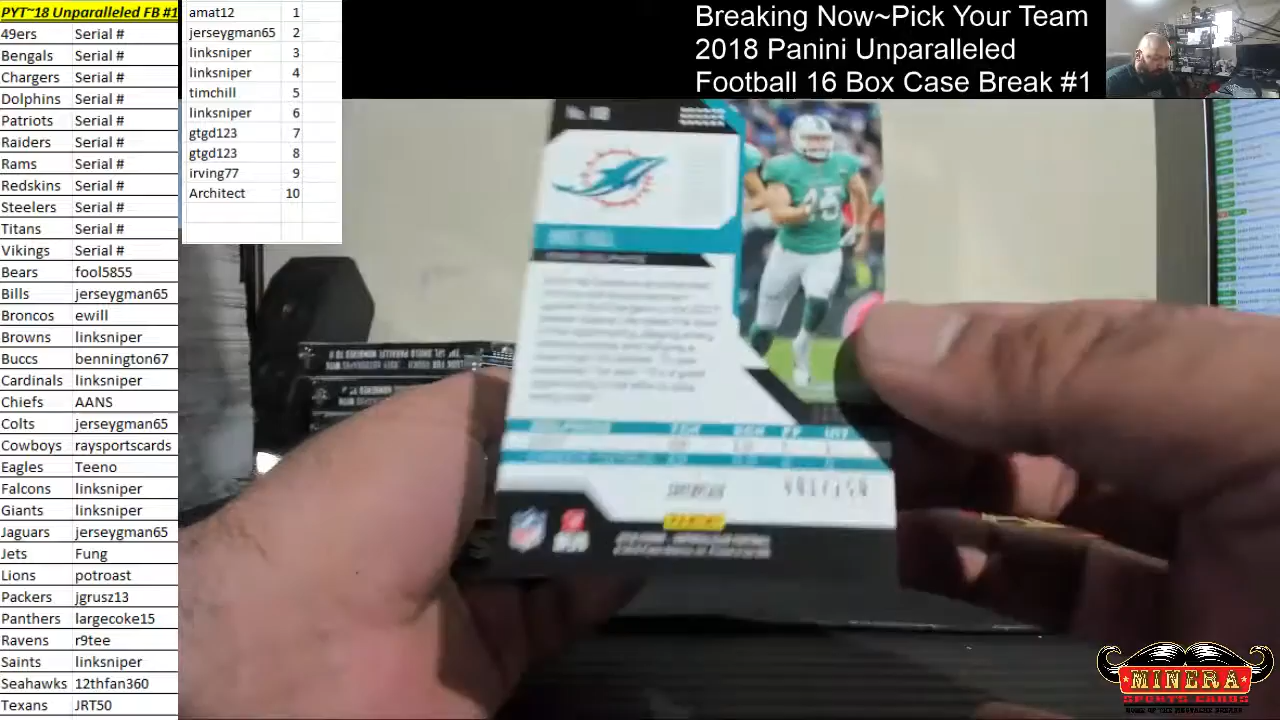 PYT~18 Unparalleled FB #1
49ers Serial #
Bengals Serial #
Chargers Serial #
Dolphins Serial #
Patriots Serial #
Raiders Serial #
Rams Serial #
Redskins Serial #
Steelers Serial #
Titans Serial #
Vikings Serial #
Bears fool5855
Bills jerseygman65
Broncos ewill
Browns linksniper
Buccs bennington67
Cardinals linksniper
Chiefs AANS
Colts jerseygman65
Cowboys raysportscards
Eagles Teeno
Falcons linksniper
Giants linksniper
Jaguars jerseygman65
Jets Fung
Lions potroast
Packers jgrusz13
Panthers largecoke15
Ravens r9tee
Saints linksniper
Seahawks 12thfan360
Texans JRT50
amat12 1
jerseygman65 2
linksniper 3
linksniper 4
timchill 5
linksniper 6
gtgd123 7
gtgd123 8
irving77 9
Architect 10
Breaking Now~Pick Your Team
2018 Panini Unparalleled
Football 16 Box Case Break #1
No.
PANINI
NFL
MINERA
SPORTS CARDS